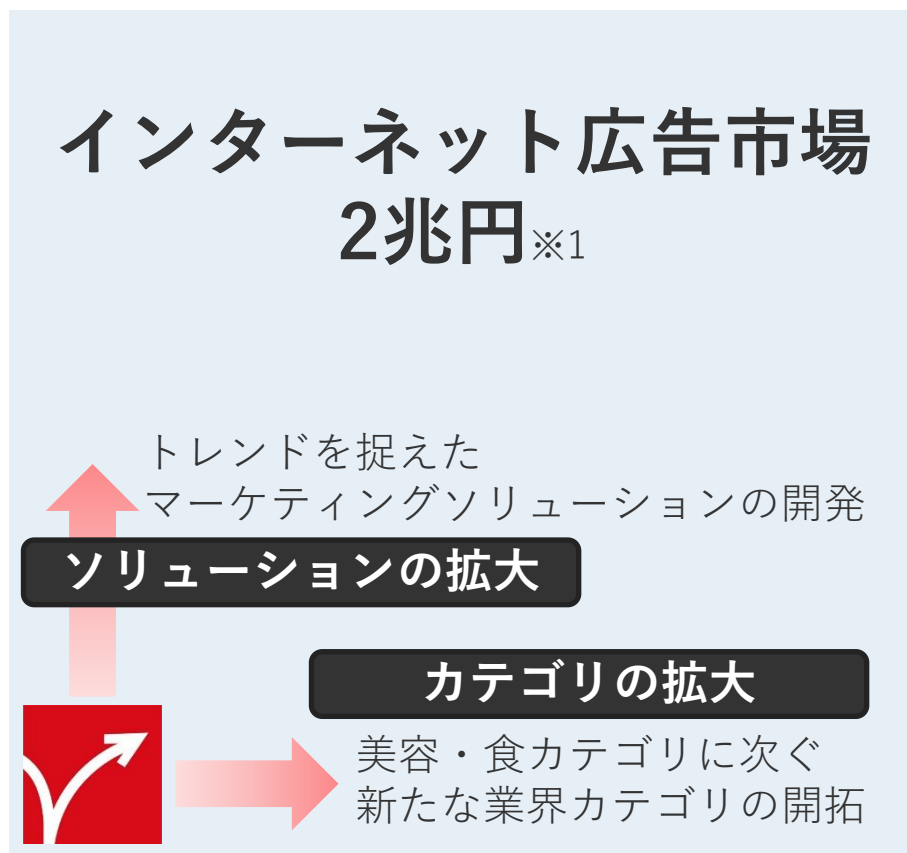 インターネット広告市場
2兆円※1
トレンドを捉えた
マーケティングソリューションの開発
ソリューションの拡大
カテゴリの拡大
美容・食カテゴリに次ぐ
新たな業界カテゴリの開拓